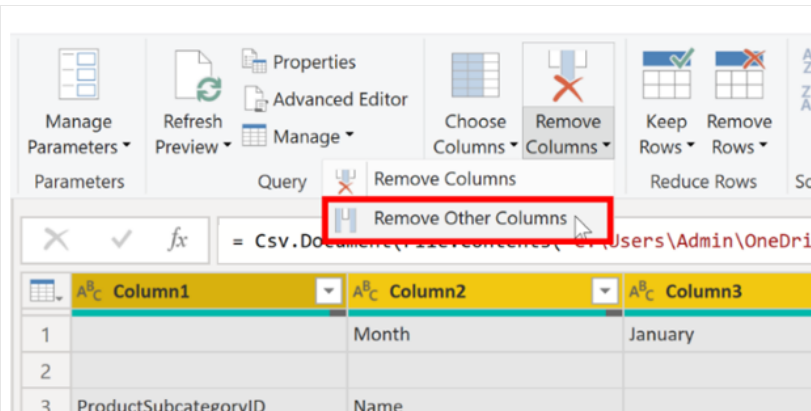 Properties
Advanced Editor
Manage
Manage Parameters
Refresh Preview
Choose Columns
Remove Columns
Keep Rows
Remove Rows
Parameters
Query
Reduce Rows
Remove Columns
Remove Other Columns
fx
= Csv.Document(File.Contents("C:\Users\Admin\OneDri
ABC Column1
ABC Column2
ABC Column3
1 Month January
2
3 ProductSubcategoryID Name